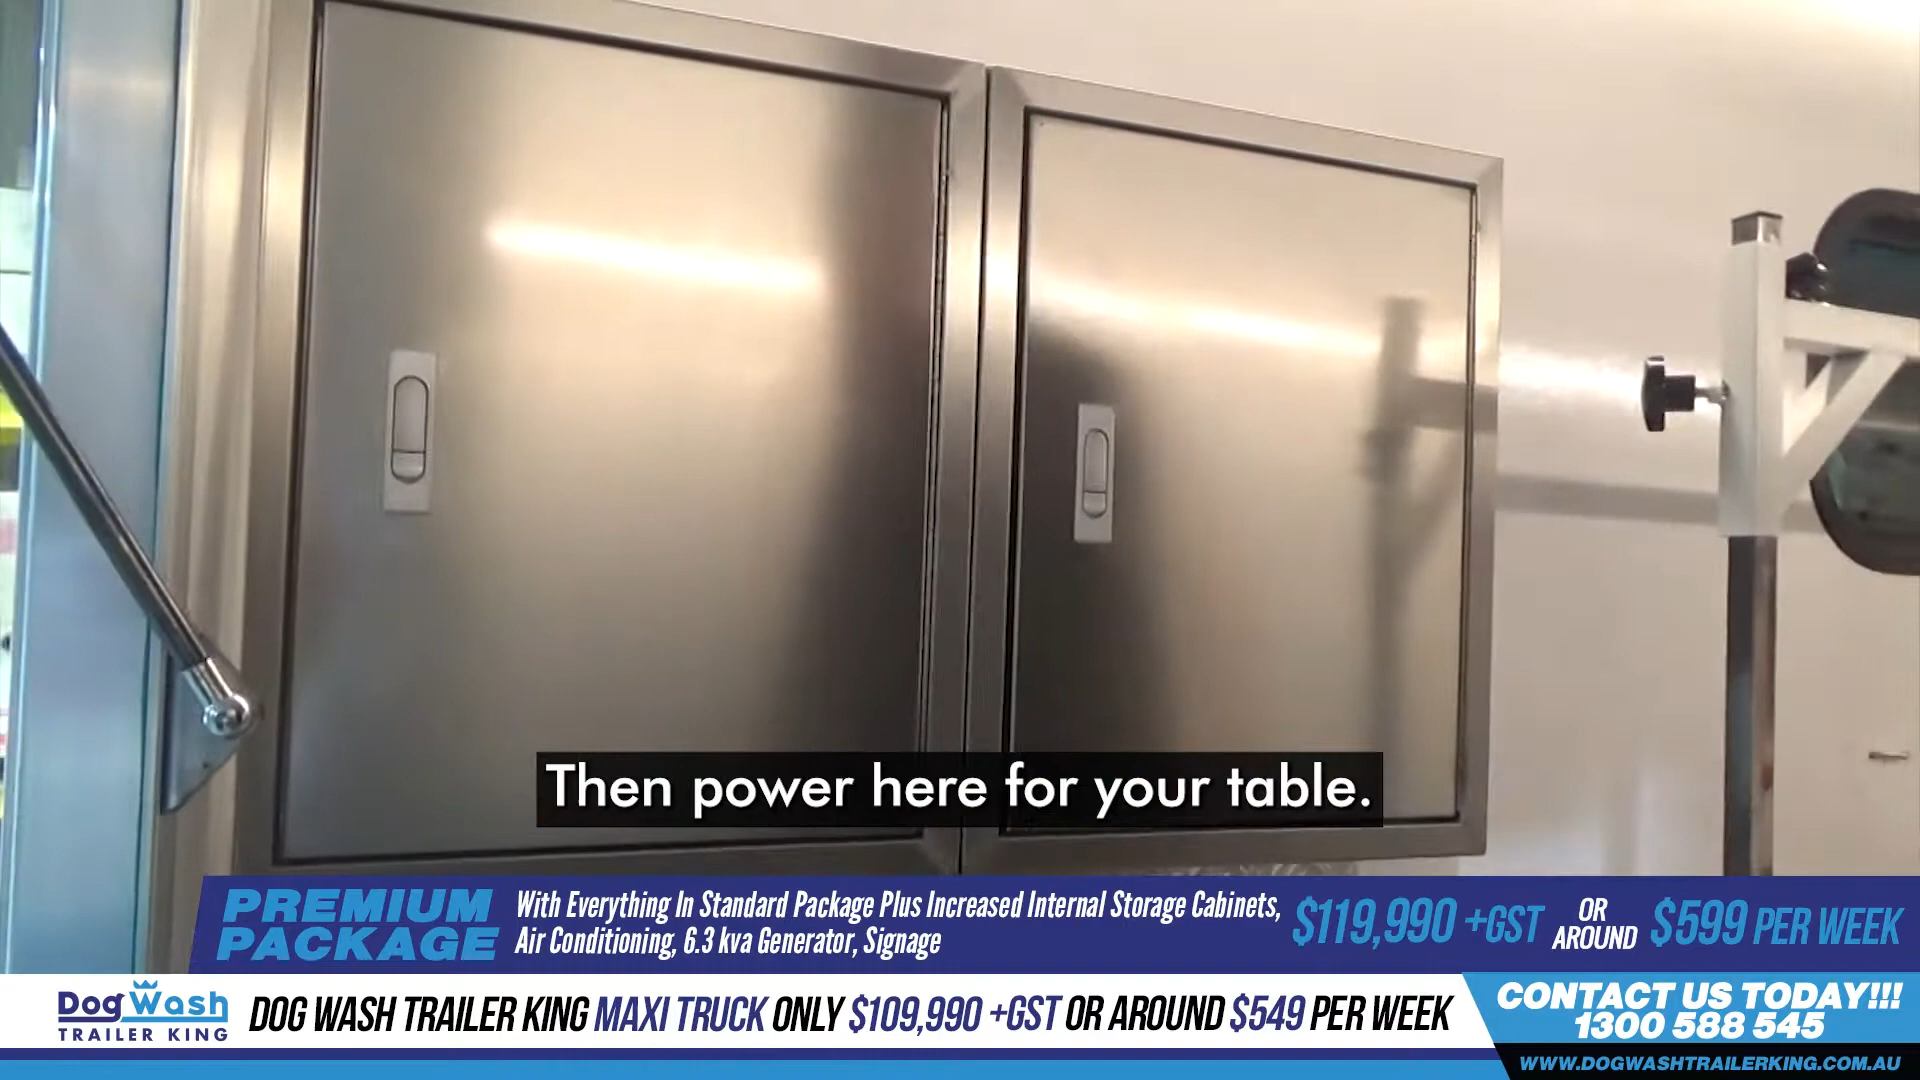 Then power here for your table.
PREMIUM
PACKAGE
With Everything In Standard Package Plus Increased Internal Storage Cabinets,
Air Conditioning, 6.3 kva Generator, Signage
$119,990 +GST
OR
AROUND
$599 PER WEEK
Dog Wash
TRAILER KING
DOG WASH TRAILER KING MAXI TRUCK ONLY $109,990 +GST OR AROUND $549 PER WEEK
CONTACT US TODAY!!!
1300 588 545
WWW.DOGWASHTRAILERKING.COM.AU